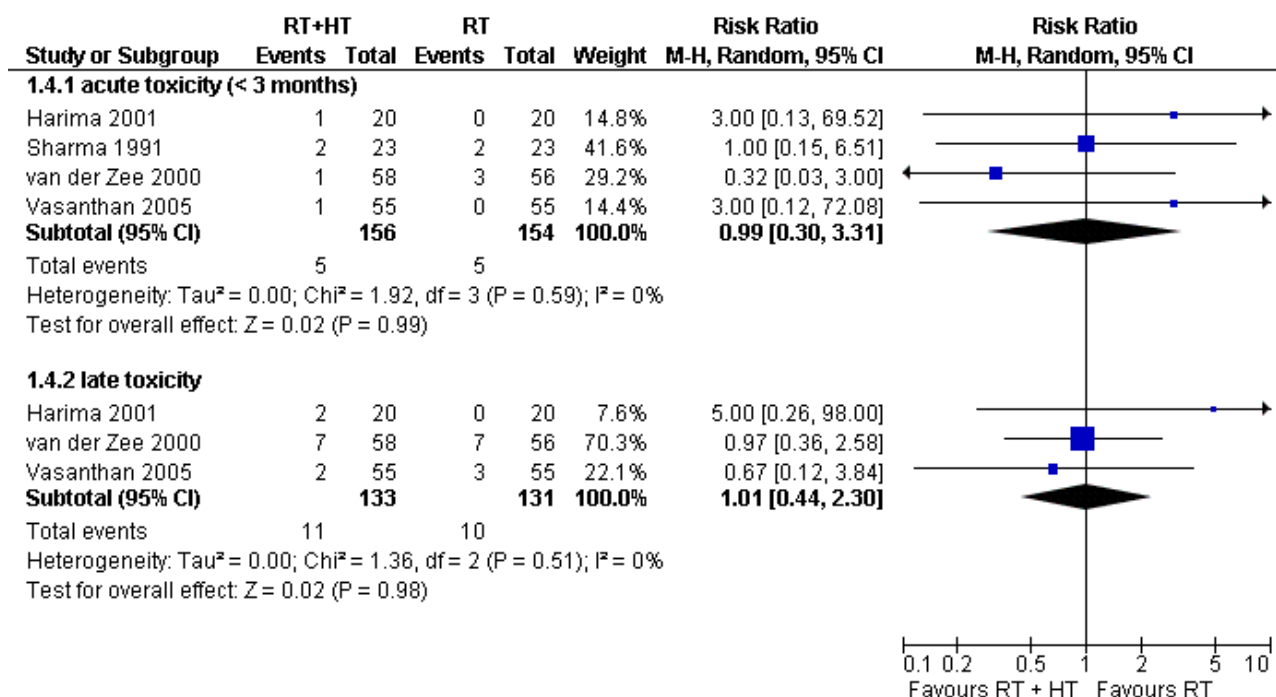 RT+HT RT Risk Ratio Risk Ratio
Study or Subgroup Events Total Events Total Weight M-H, Random, 95% CI M-H, Random, 95% CI
1.4.1 acute toxicity (< 3 months)
Harima 2001 1 20 0 20 14.8% 3.00 [0.13, 69.52]
Sharma 1991 2 23 2 23 41.6% 1.00 [0.15, 6.51]
van der Zee 2000 1 58 3 56 29.2% 0.32 [0.03, 3.00]
Vasanthan 2005 1 55 0 55 14.4% 3.00 [0.12, 72.08]
Subtotal (95% CI) 156 154 100.0% 0.99 [0.30, 3.31]
Total events 5 5
Heterogeneity: Tau² = 0.00; Chi² = 1.92, df = 3 (P = 0.59); I² = 0%
Test for overall effect: Z = 0.02 (P = 0.99)
1.4.2 late toxicity
Harima 2001 2 20 0 20 7.6% 5.00 [0.26, 98.00]
van der Zee 2000 7 58 7 56 70.3% 0.97 [0.36, 2.58]
Vasanthan 2005 2 55 3 55 22.1% 0.67 [0.12, 3.84]
Subtotal (95% CI) 133 131 100.0% 1.01 [0.44, 2.30]
Total events 11 10
Heterogeneity: Tau² = 0.00; Chi² = 1.36, df = 2 (P = 0.51); I² = 0%
Test for overall effect: Z = 0.02 (P = 0.98)
0.1 0.2 0.5 1 2 5 10
Favours RT + HT Favours RT